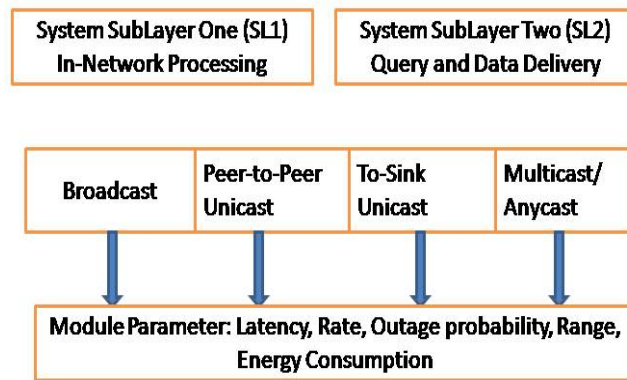 System SubLayer One (SL1)
In-Network Processing
System SubLayer Two (SL2)
Query and Data Delivery
Broadcast
Peer-to-Peer
Unicast
To-Sink
Unicast
Multicast/
Anycast
Module Parameter: Latency, Rate, Outage probability, Range,
Energy Consumption